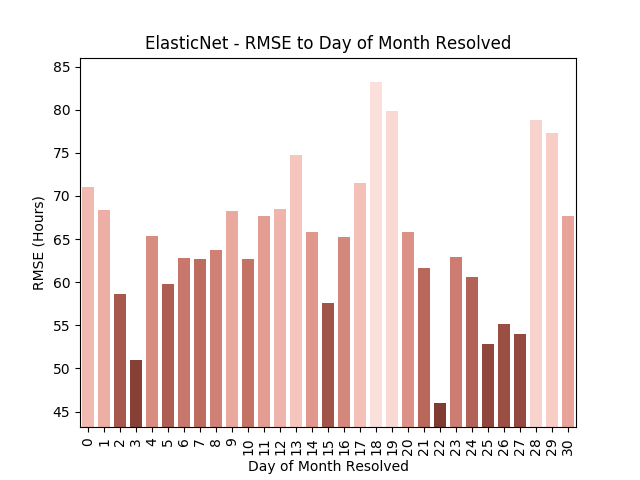 ElasticNet - RMSE to Day of Month Resolved
85
80
75
70
65
60
55
50
45
RMSE (Hours)
0 1 2 3 4 5 6 7 8 9 10 11 12 13 14 15 16 17 18 19 20 21 22 23 24 25 26 27 28 29 30
Day of Month Resolved